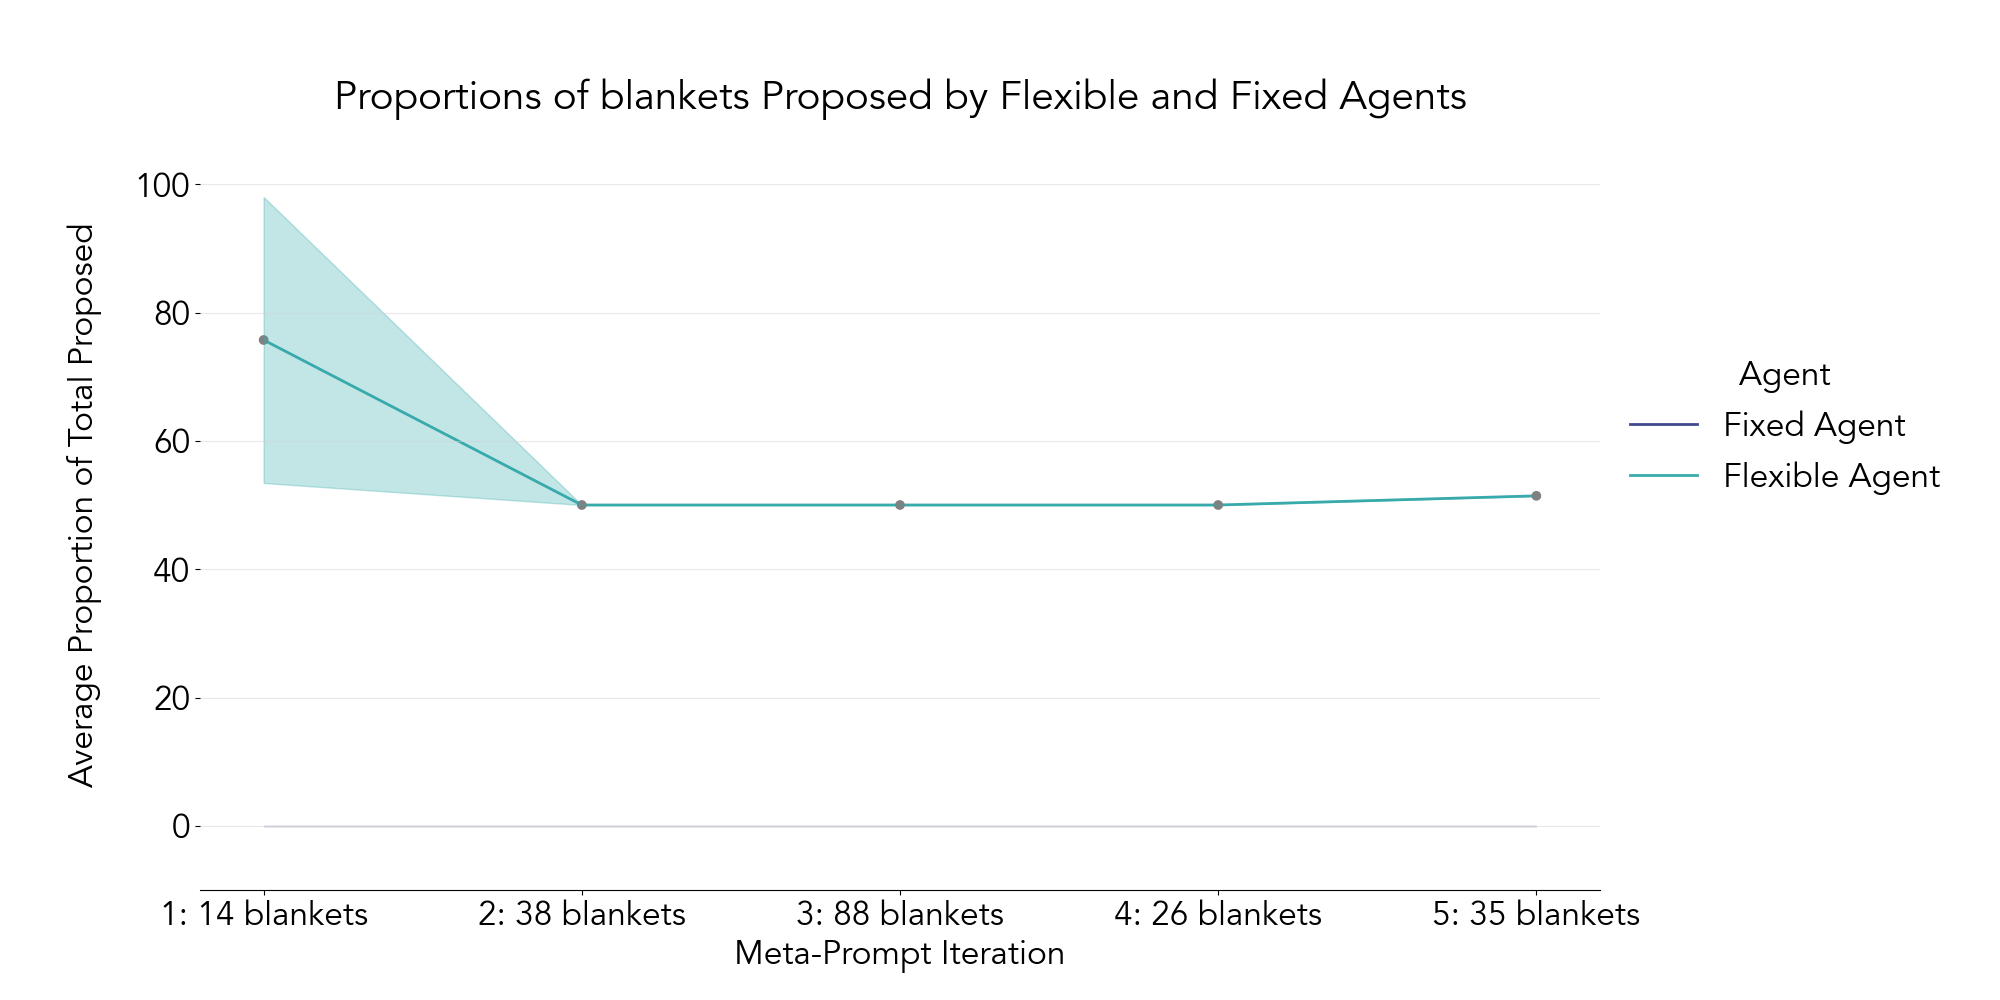 Proportions of blankets Proposed by Flexible and Fixed Agents
Average Proportion of Total Proposed
100
80
60
40
20
0
1: 14 blankets
2: 38 blankets
3: 88 blankets
4: 26 blankets
5: 35 blankets
Meta-Prompt Iteration
Agent
Fixed Agent
Flexible Agent